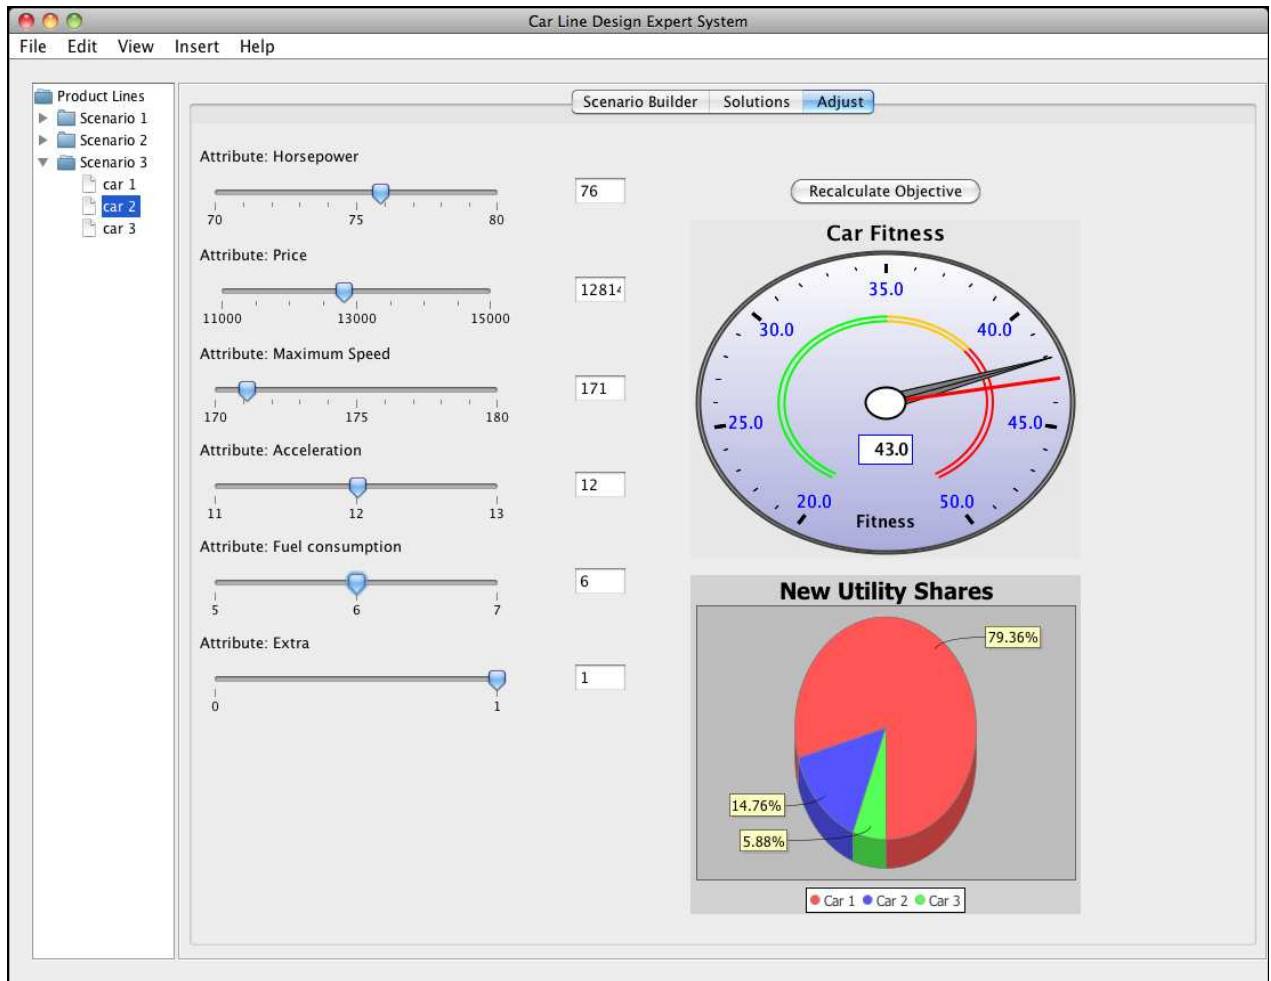 Car Line Design Expert System
File Edit View Insert Help
Product Lines
Scenario 1
Scenario 2
Scenario 3
car 1
car 2
car 3
Scenario Builder Solutions Adjust
Attribute: Horsepower
76
70 75 80
Attribute: Price
11000 13000 15000
Attribute: Maximum Speed
171
170 175 180
Attribute: Acceleration
12
11 12 13
Attribute: Fuel consumption
6
5 6 7
Attribute: Extra
1
0 1
Recalculate Objective
Car Fitness
35.0
30.0 40.0
25.0 45.0
43.0
20.0 50.0
Fitness
New Utility Shares
79.36%
14.76%
5.88%
Car 1 Car 2 Car 3